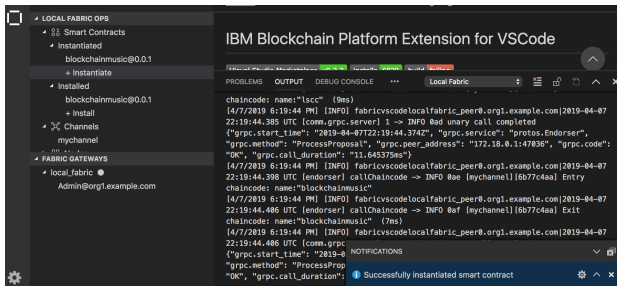 LOCAL FABRIC OPS
Smart Contracts
Instantiated
blockchainmusic@0.0.1
+ Instantiate
Installed
blockchainmusic@0.0.1
+ Install
Channels
mychannel
FABRIC GATEWAYS
local_fabric
Admin@org1.example.com
IBM Blockchain Platform Extension for VSCode
Visual Studio Marketplace installs build failing
PROBLEMS OUTPUT DEBUG CONSOLE ••• Local Fabric
chaincode: name:"lscc" (9ms)
[4/7/2019 6:19:44 PM] [INFO] fabricvscodelocalfabric_peer0.org1.example.com|2019-04-07
22:19:44.385 UTC [comm.grpc.server] 1 -> INFO 0ad unary call completed
{"grpc.start_time": "2019-04-07T22:19:44.374Z", "grpc.service": "protos.Endorser",
"grpc.method": "ProcessProposal", "grpc.peer_address": "172.18.0.1:47036", "grpc.code":
"OK", "grpc.call_duration": "11.645375ms"}
[4/7/2019 6:19:44 PM] [INFO] fabricvscodelocalfabric_peer0.org1.example.com|2019-04-07
22:19:44.398 UTC [endorser] callChaincode -> INFO 0ae [mychannel][6b77c4aa] Entry
chaincode: name:"blockchainmusic"
[4/7/2019 6:19:44 PM] [INFO] fabricvscodelocalfabric_peer0.org1.example.com|2019-04-07
22:19:44.406 UTC [endorser] callChaincode -> INFO 0af [mychannel][6b77c4aa] Exit
chaincode: name:"blockchainmusic" (7ms)
[4/7/2019 6:19:44 PM] [INFO] fabricvscodelocalfabric_peer0.org1.example.com|2019-04-07
22:19:44.406 UTC [comm.grpc
{"grpc.start_time": "2019-0
"grpc.method": "ProcessProp
"OK", "grpc.call_duration":
NOTIFICATIONS
Successfully instantiated smart contract